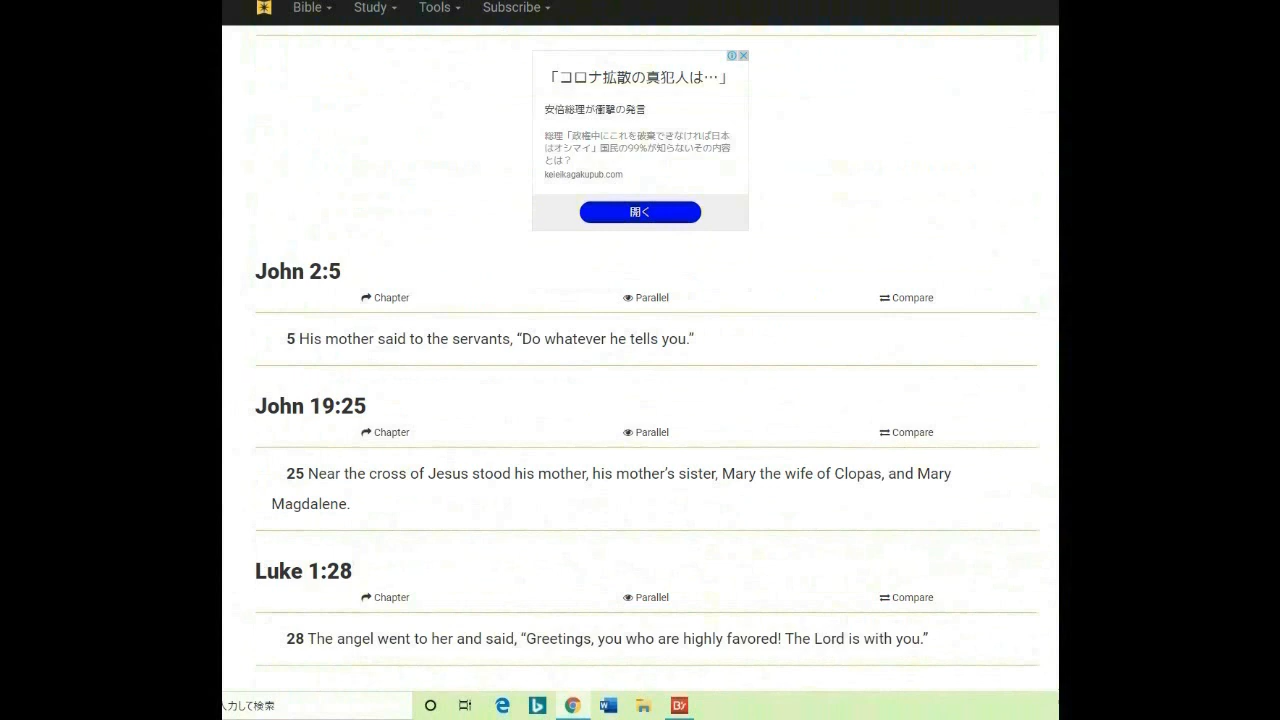 Bible Study Tools Subscribe
「コロナ拡散の真犯人は…」
安倍総理が衝撃の発言
総理「政権中にこれを破棄できなければ日本
はオシマイ」国民の99%が知らないその内容
とは？
keieikagakupub.com
開く
John 2:5
Chapter Parallel Compare
5 His mother said to the servants, “Do whatever he tells you.”
John 19:25
Chapter Parallel Compare
25 Near the cross of Jesus stood his mother, his mother’s sister, Mary the wife of Clopas, and Mary
Magdalene.
Luke 1:28
Chapter Parallel Compare
28 The angel went to her and said, “Greetings, you who are highly favored! The Lord is with you.”
力して検索